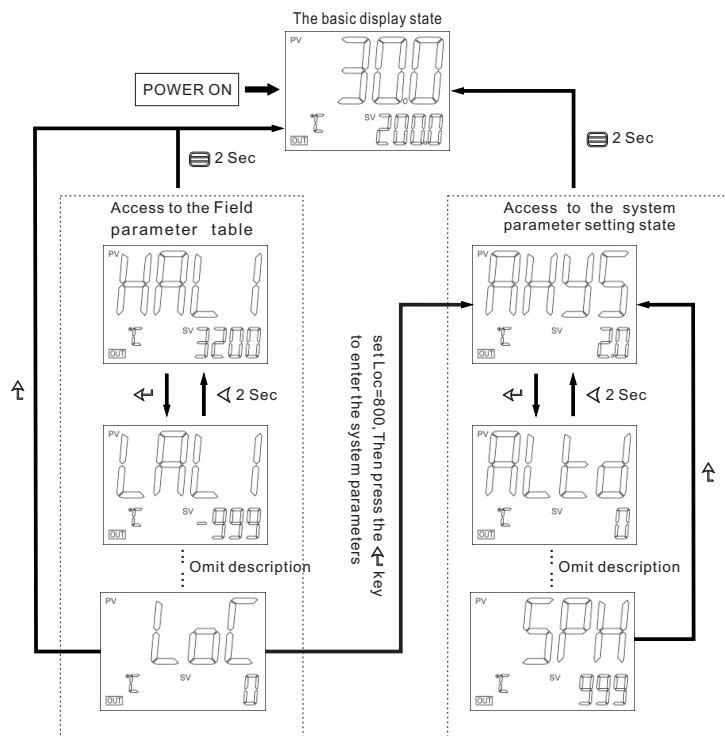 The basic display state
PV
30.0
POWER ON
℃
SV
200.0
OUT
2 Sec
2 Sec
Access to the Field
parameter table
PV
HAL1
℃
SV
3200
OUT
2 Sec
PV
LAL1
℃
SV
-999
OUT
Omit description
PV
LoC
℃
SV
0
OUT
set Loc=800,Then press the key
to enter the system parameters
Access to the system
parameter setting state
PV
AHYS
℃
SV
2.0
OUT
2 Sec
PV
ALtd
℃
SV
0
OUT
Omit description
PV
SPH
℃
SV
999
OUT